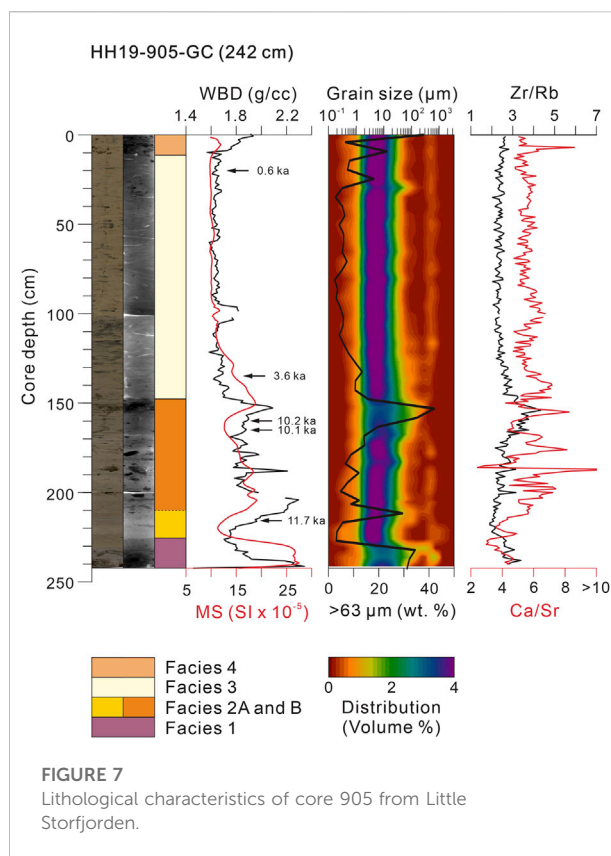 HH19-905-GC (242 cm)
WBD (g/cc)
Grain size (µm)
Zr/Rb
1.4 1.8 2.2
10⁻¹ 10⁰ 10¹ 10² 10³
1 3 5 7
Core depth (cm)
0
50
100
150
200
250
0.6 ka
3.6 ka
10.2 ka
10.1 ka
11.7 ka
5 15 25
0 20 40
2 4 6 8 >10
MS (SI x 10⁻⁵)
>63 µm (wt. %)
Ca/Sr
Facies 4
Facies 3
Facies 2A and B
Facies 1
0 2 4
Distribution
(Volume %)
FIGURE 7
Lithological characteristics of core 905 from Little
Storfjorden.